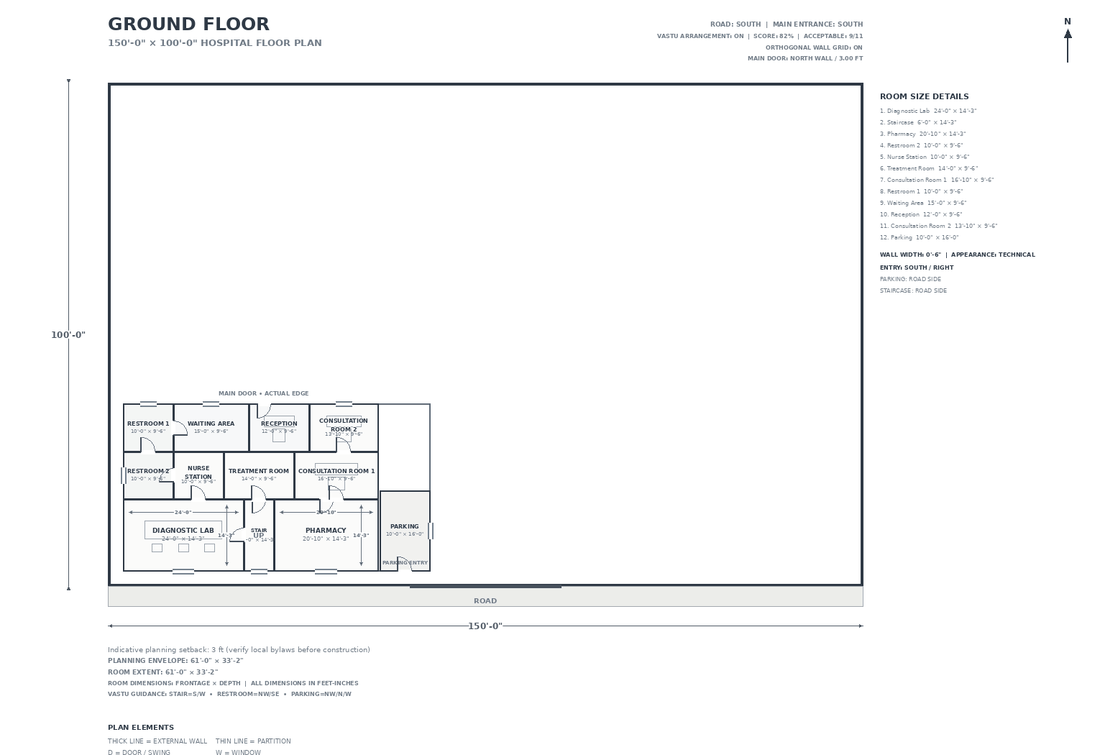 GROUND FLOOR
150'-0" × 100'-0" HOSPITAL FLOOR PLAN
ROAD: SOUTH | MAIN ENTRANCE: SOUTH
VASTU ARRANGEMENT: ON | SCORE: 82% | ACCEPTABLE: 9/11
ORTHOGONAL WALL GRID: ON
MAIN DOOR: NORTH WALL / 3.00 FT
N
ROOM SIZE DETAILS
1. Diagnostic Lab 24'-0" × 14'-3"
2. Staircase 6'-0" × 14'-3"
3. Pharmacy 20'-10" × 14'-3"
4. Restroom 2 10'-0" × 9'-6"
5. Nurse Station 10'-0" × 9'-6"
6. Treatment Room 14'-0" × 9'-6"
7. Consultation Room 1 16'-10" × 9'-6"
8. Restroom 1 10'-0" × 9'-6"
9. Waiting Area 15'-0" × 9'-6"
10. Reception 12'-0" × 9'-6"
11. Consultation Room 2 13'-10" × 9'-6"
12. Parking 10'-0" × 16'-0"
WALL WIDTH: 0'-6" | APPEARANCE: TECHNICAL
ENTRY: SOUTH / RIGHT
PARKING: ROAD SIDE
STAIRCASE: ROAD SIDE
100'-0"
MAIN DOOR • ACTUAL EDGE
RESTROOM 1
10'-0" × 9'-6"
WAITING AREA
15'-0" × 9'-6"
RECEPTION
12'-0" × 9'-6"
CONSULTATION
ROOM 2
13'-10" × 9'-6"
RESTROOM 2
10'-0" × 9'-6"
NURSE
STATION
10'-0" × 9'-6"
TREATMENT ROOM
14'-0" × 9'-6"
CONSULTATION ROOM 1
16'-10" × 9'-6"
24'-0"
DIAGNOSTIC LAB
24'-0" × 14'-3"
14'-3"
STAIR
UP
20'-10"
PHARMACY
20'-10" × 14'-3"
14'-3"
PARKING
10'-0" × 16'-0"
PARKING ENTRY
ROAD
150'-0"
Indicative planning setback: 3 ft (verify local bylaws before construction)
PLANNING ENVELOPE: 61'-0" × 33'-2"
ROOM EXTENT: 61'-0" × 33'-2"
ROOM DIMENSIONS: FRONTAGE × DEPTH | ALL DIMENSIONS IN FEET-INCHES
VASTU GUIDANCE: STAIR=S/W • RESTROOM=NW/SE • PARKING=NW/N/W
PLAN ELEMENTS
THICK LINE = EXTERNAL WALL THIN LINE = PARTITION
D = DOOR / SWING W = WINDOW